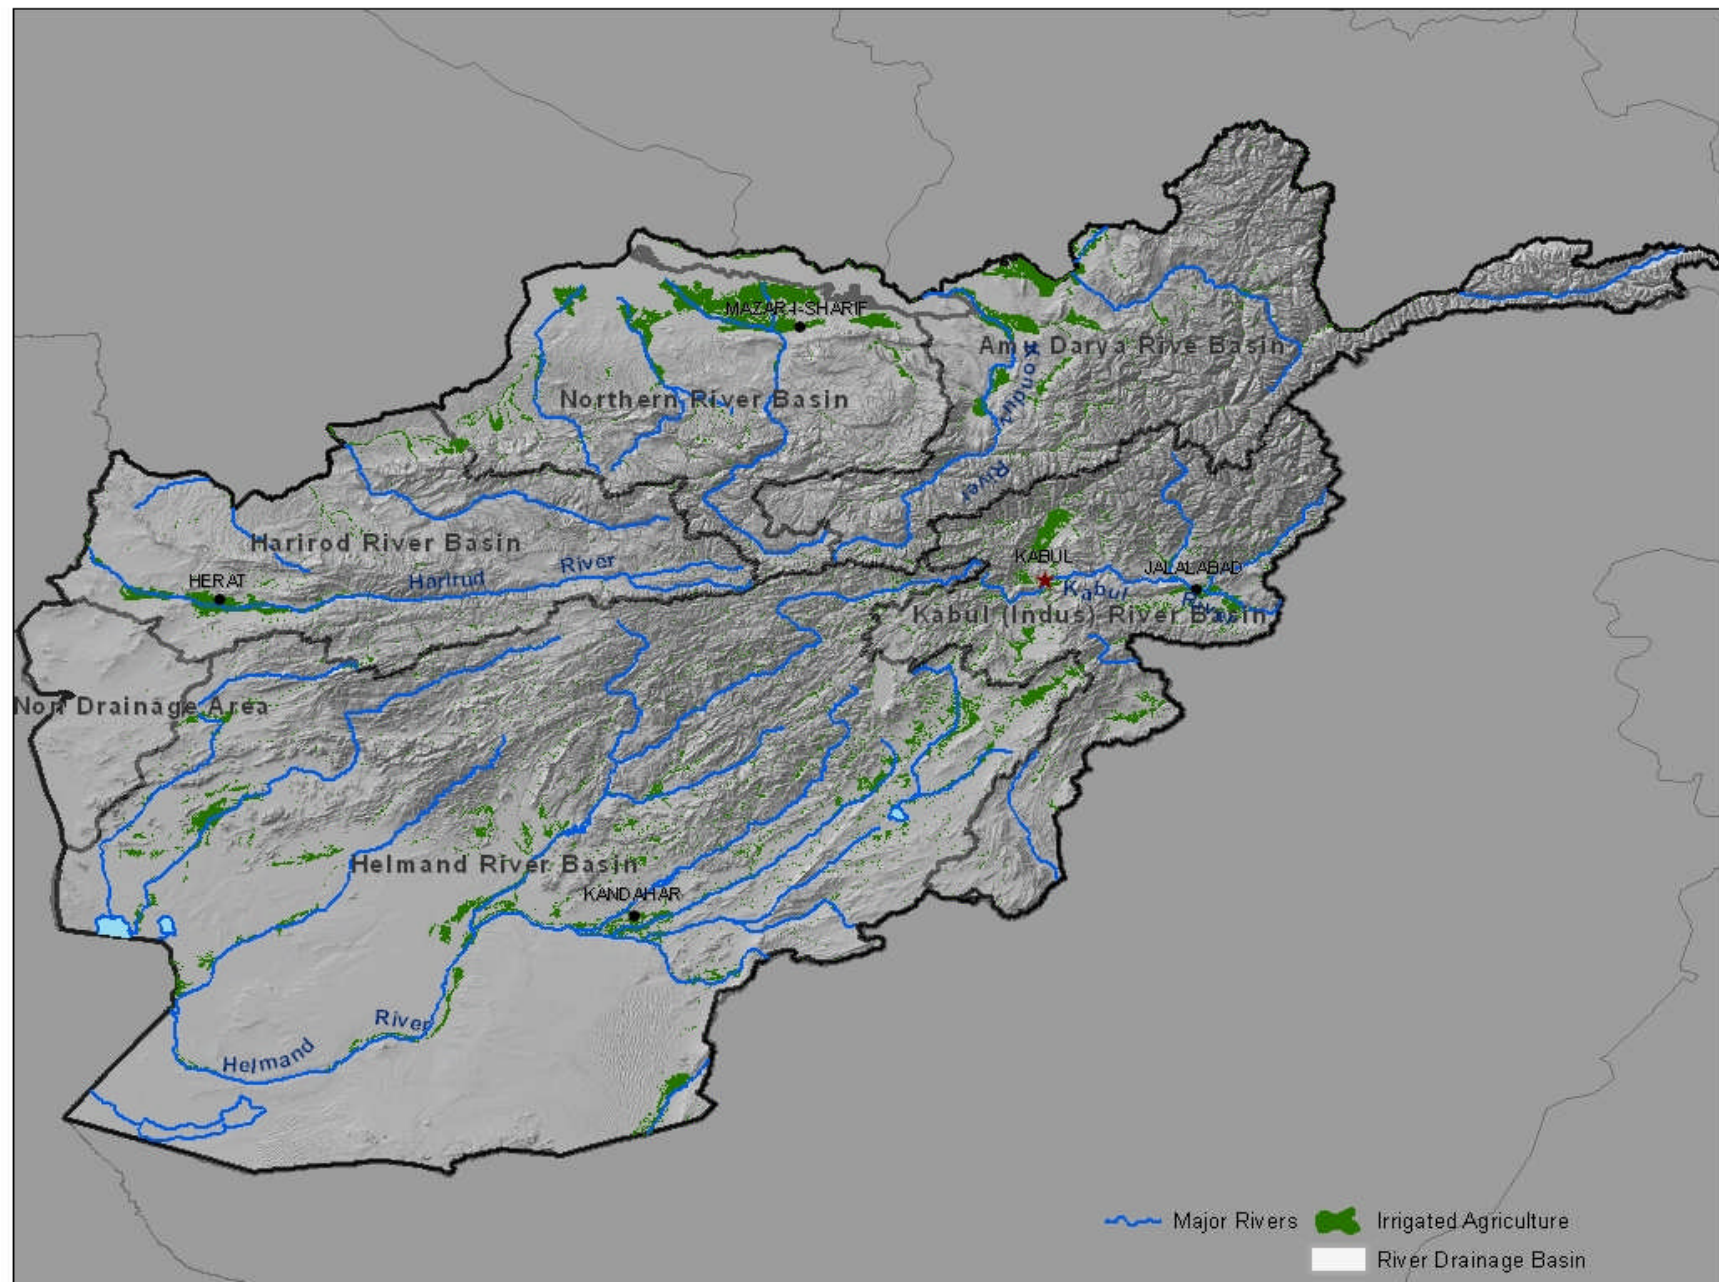 MAZAR-I-SHARIF
Amu Darya Rive Basin
Konduz
River
Northern River Basin
Harirod River Basin
Harirud River
HERAT
KABUL
JALALABAD
Kabul River
Kabul (Indus) River Basin
Non Drainage Area
Helmand River Basin
KANDAHAR
Helmand River
Major Rivers
Irrigated Agriculture
River Drainage Basin